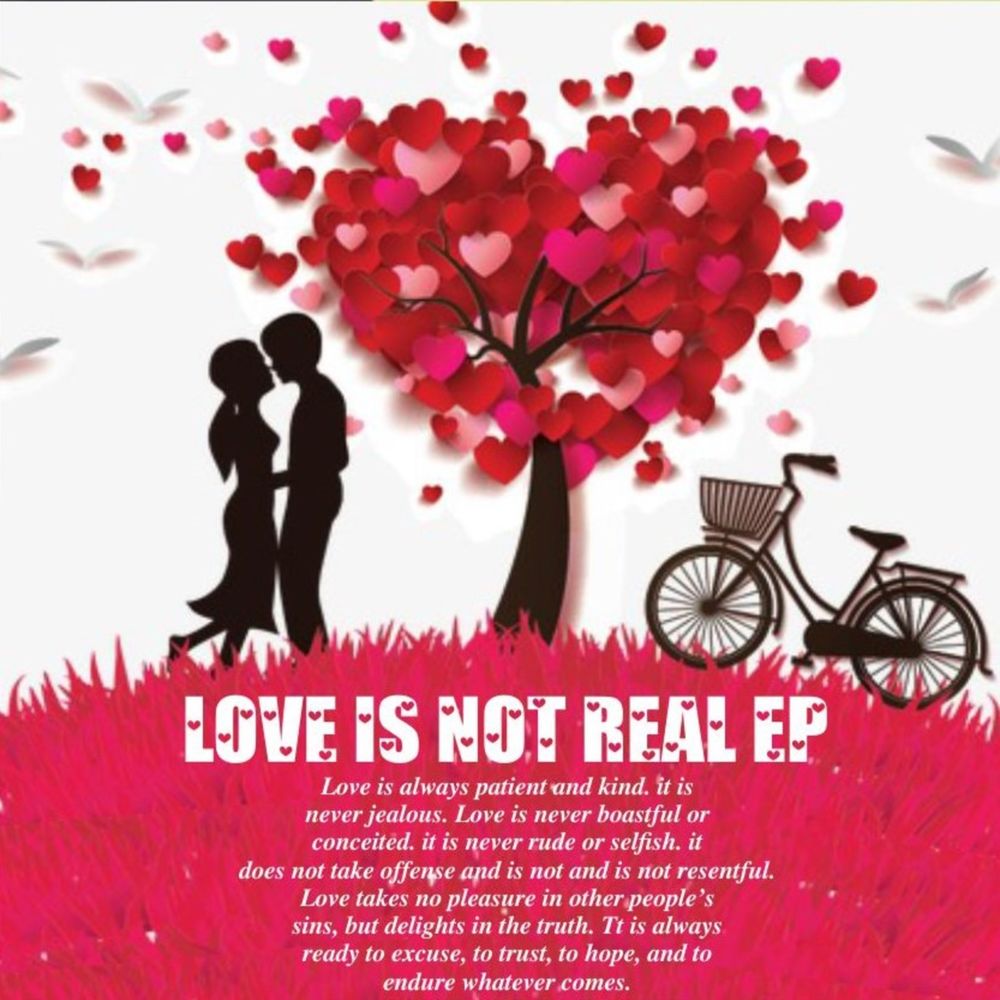 LOVE IS NOT REAL EP
Love is always patient and kind. it is
never jealous. Love is never boastful or
conceited. it is never rude or selfish. it
does not take offense and is not and is not resentful.
Love takes no pleasure in other people's
sins, but delights in the truth. Tt is always
ready to excuse, to trust, to hope, and to
endure whatever comes.